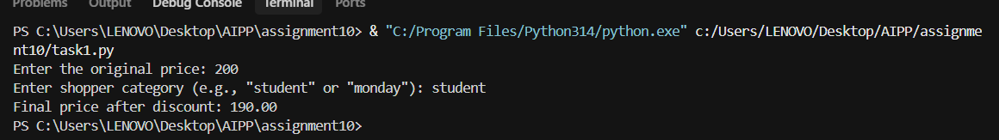 Problems Output Debug Console Terminal Ports
PS C:\Users\LENOVO\Desktop\AIPP\assignment10> & "C:/Program Files/Python314/python.exe" c:/Users/LENOVO/Desktop/AIPP/assignme
nt10/task1.py
Enter the original price: 200
Enter shopper category (e.g., "student" or "monday"): student
Final price after discount: 190.00
PS C:\Users\LENOVO\Desktop\AIPP\assignment10>